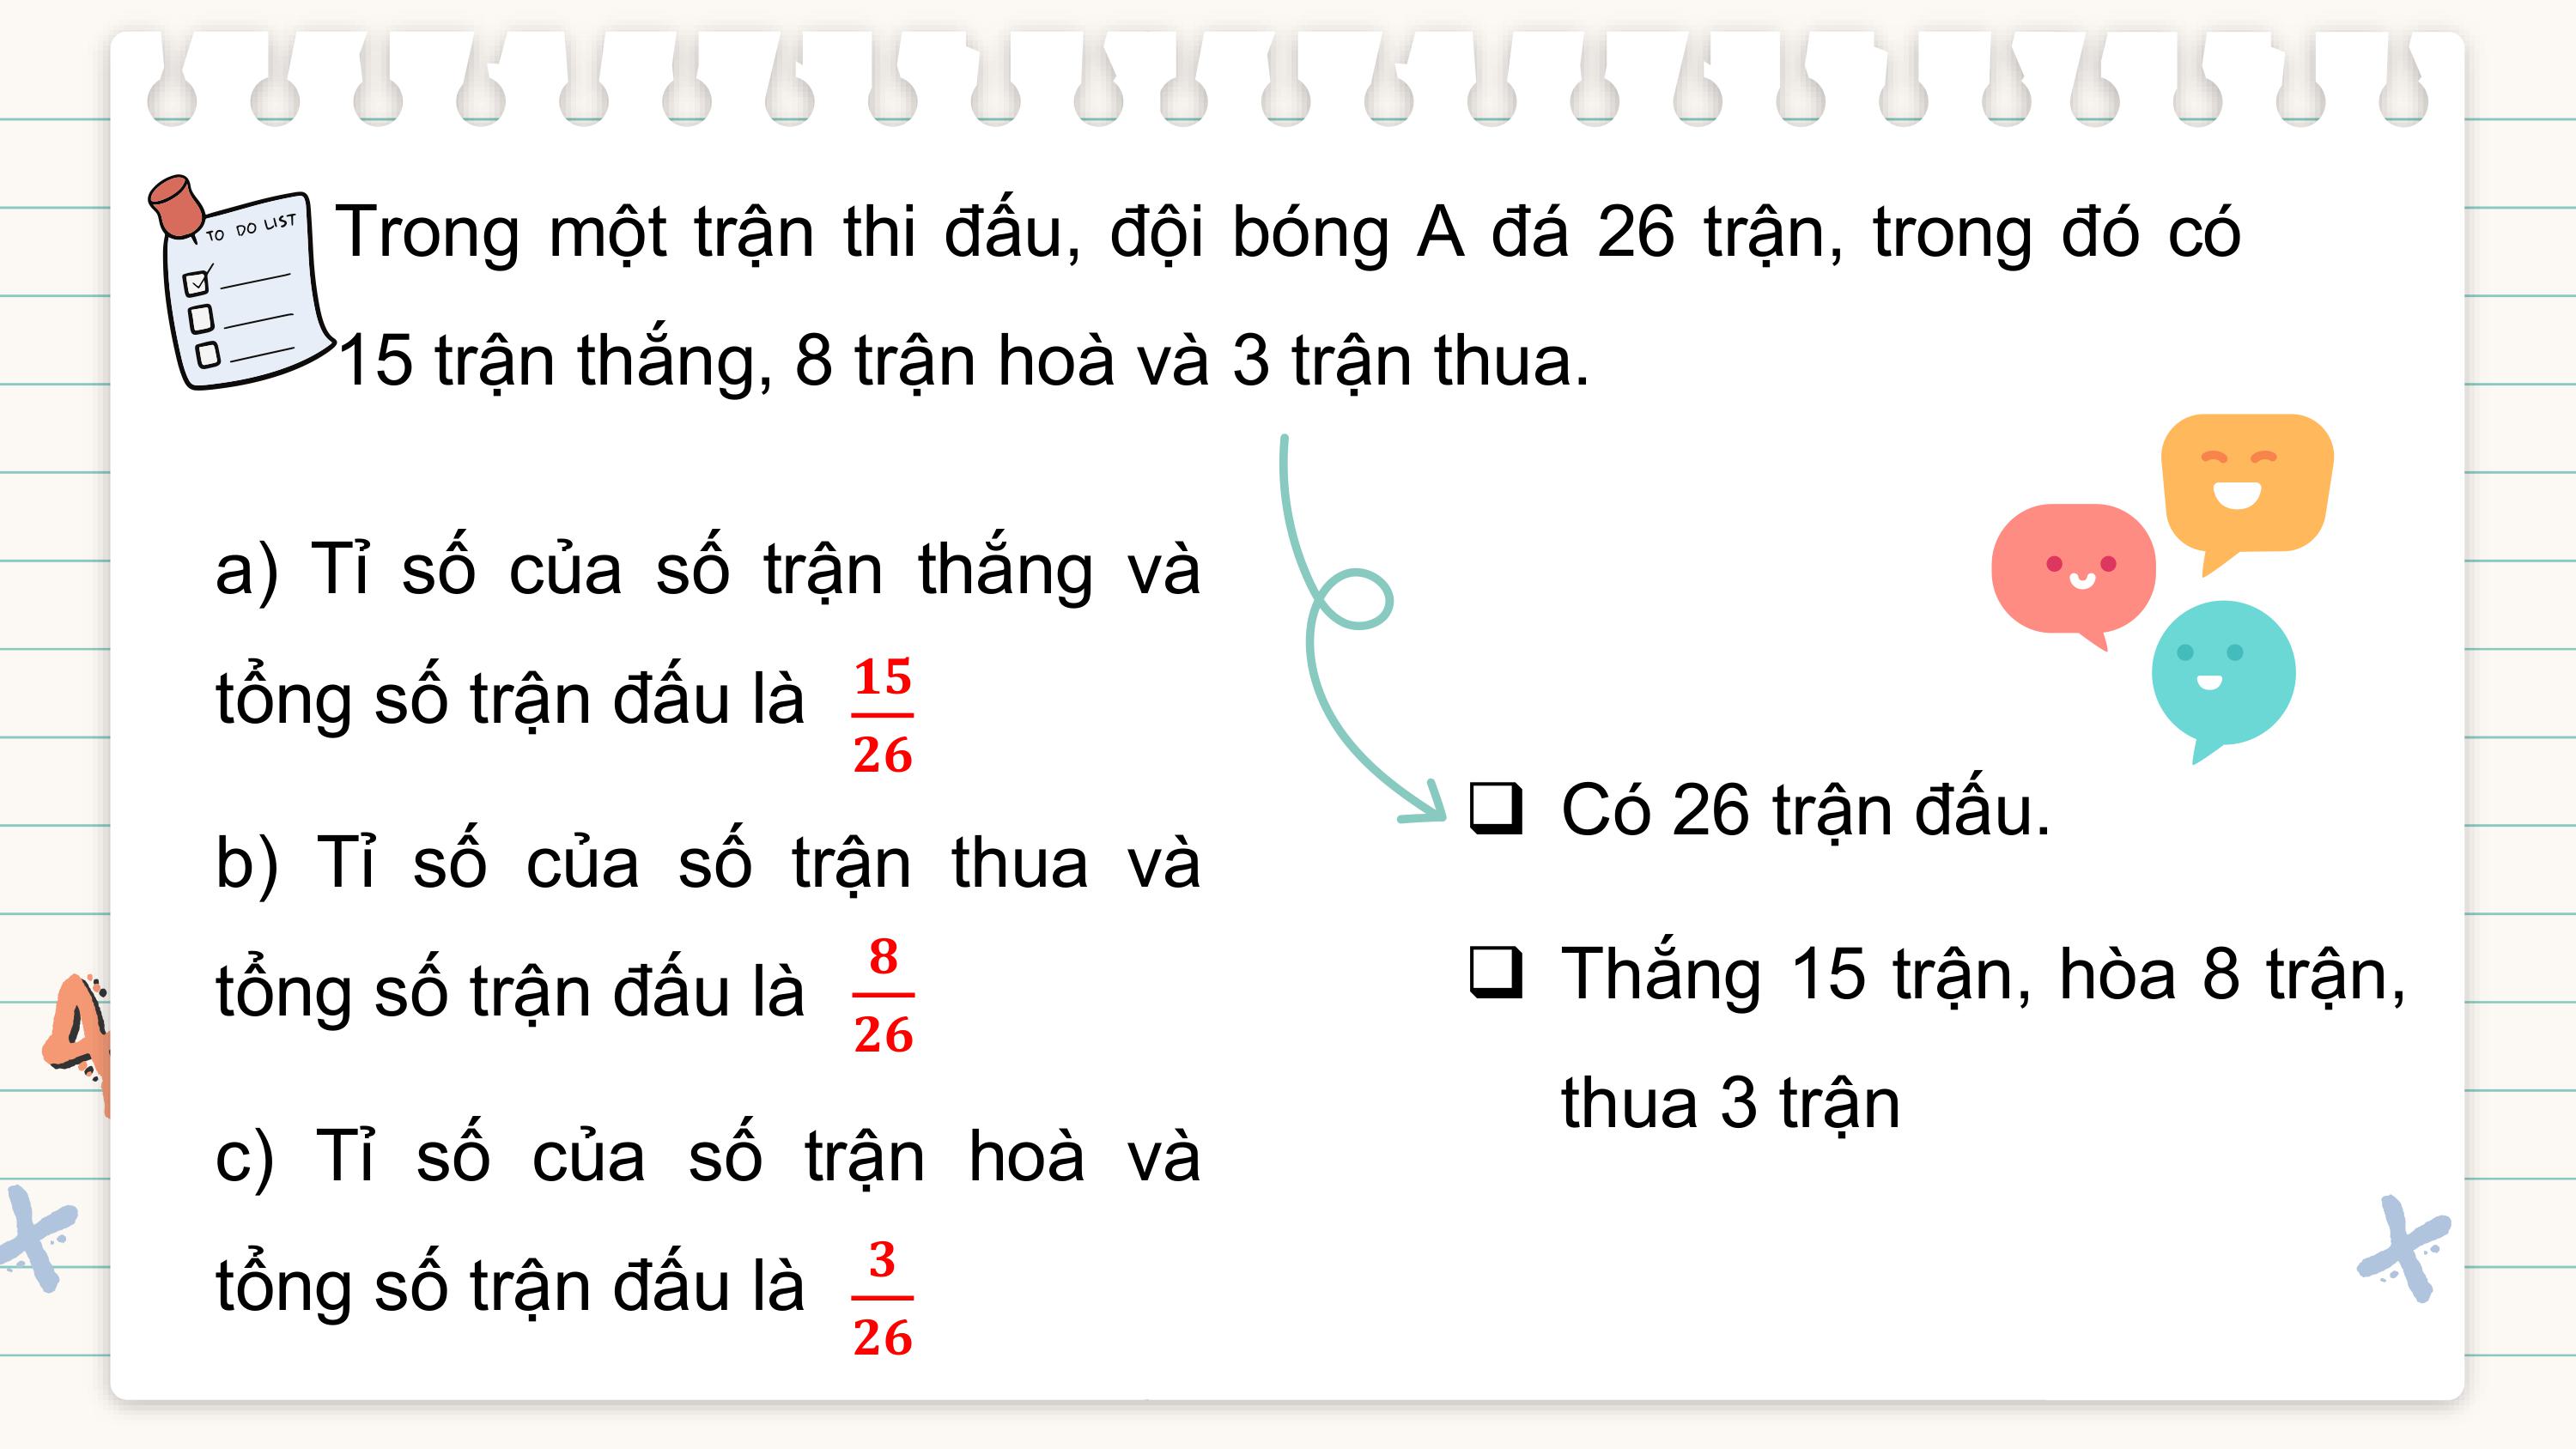 TO DO LIST
Trong một trận thi đấu, đội bóng A đá 26 trận, trong đó có
15 trận thắng, 8 trận hoà và 3 trận thua.
a) Tỉ số của số trận thắng và
tổng số trận đấu là 15/26
b) Tỉ số của số trận thua và
tổng số trận đấu là 8/26
c) Tỉ số của số trận hoà và
tổng số trận đấu là 3/26
❑ Có 26 trận đấu.
❑ Thắng 15 trận, hòa 8 trận,
thua 3 trận
4